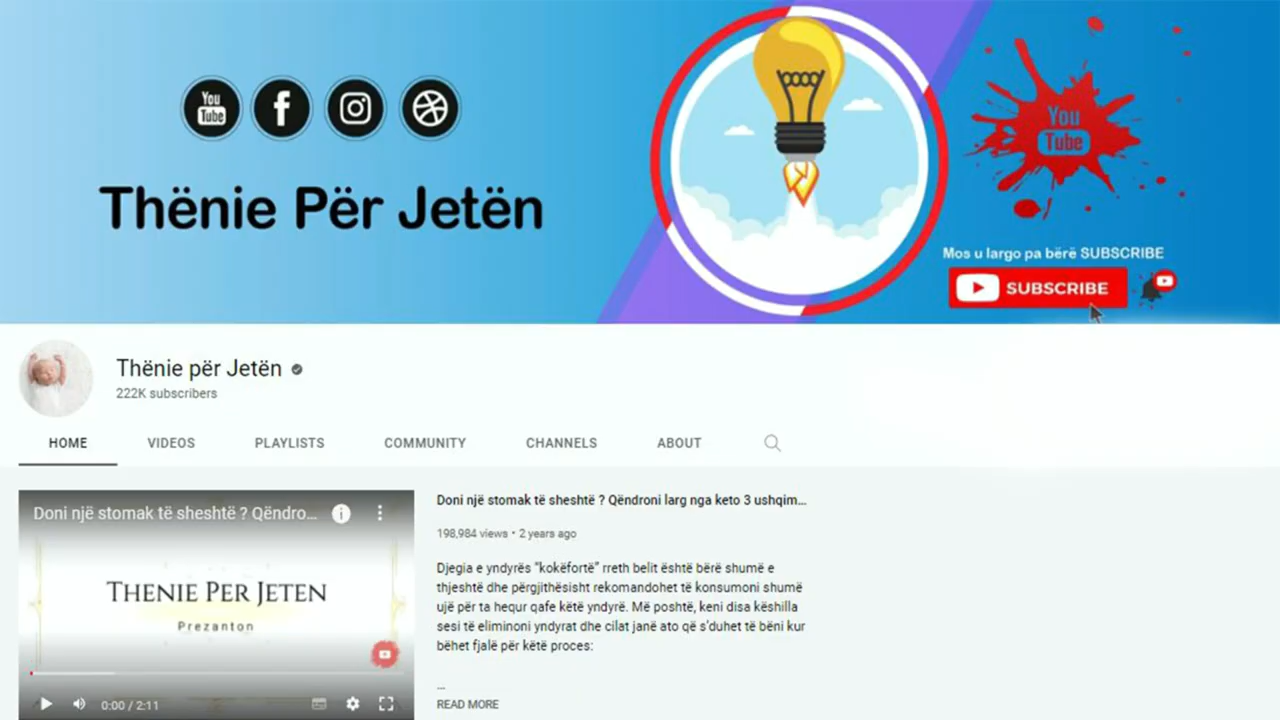 You
Tube
Thënie Për Jetën
You
Tube
Mos u largo pa bërë SUBSCRIBE
SUBSCRIBE
Thënie për Jetën
222K subscribers
HOME VIDEOS PLAYLISTS COMMUNITY CHANNELS ABOUT
Doni një stomak të sheshtë ? Qëndro...
THENIE PER JETEN
Prezanton
0:00 / 2:11
Doni një stomak të sheshtë ? Qëndroni larg nga keto 3 ushqim...
198,984 views • 2 years ago
Djegia e yndyrës "kokëfortë" rreth belit është bërë shumë e
thjeshtë dhe përgjithësisht rekomandohet të konsumoni shumë
ujë për ta hequr qafe këtë yndyrë. Më poshtë, keni disa këshilla
sesi të eliminoni yndyrat dhe cilat janë ato që s'duhet të bëni kur
bëhet fjalë për këtë proces:
...
READ MORE